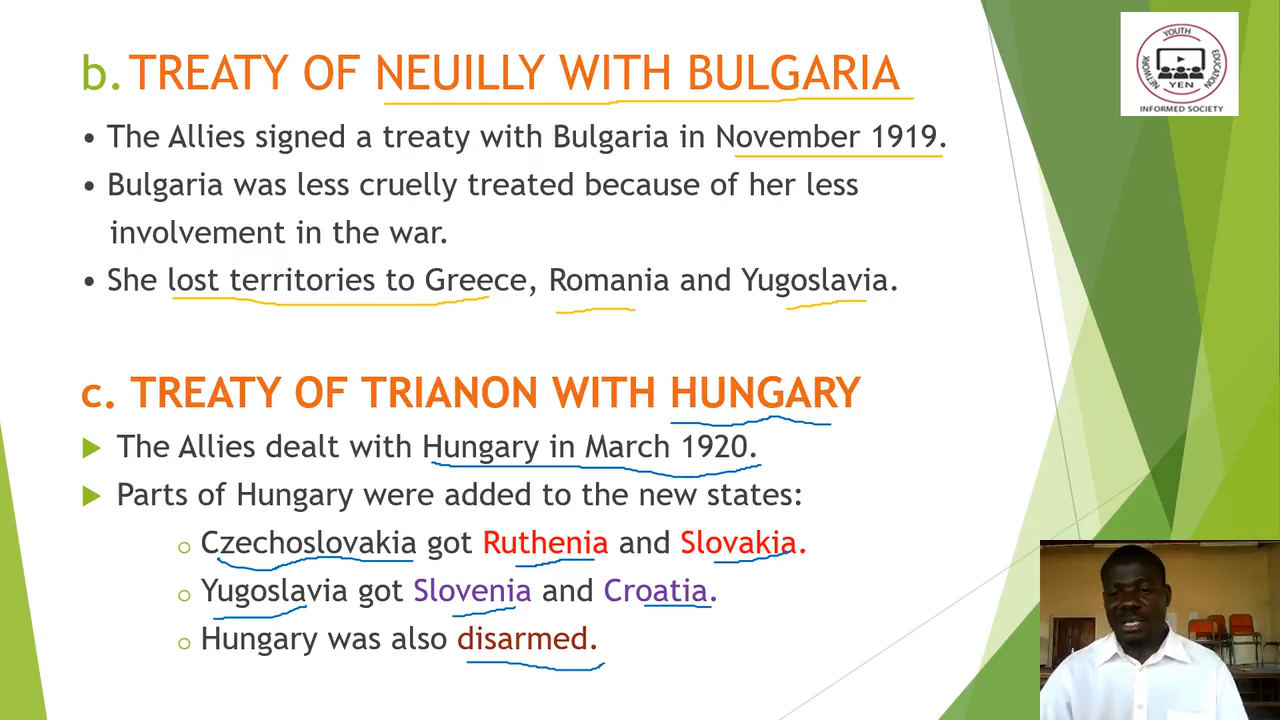 b. TREATY OF NEUILLY WITH BULGARIA
• The Allies signed a treaty with Bulgaria in November 1919.
• Bulgaria was less cruelly treated because of her less
involvement in the war.
• She lost territories to Greece, Romania and Yugoslavia.
c. TREATY OF TRIANON WITH HUNGARY
The Allies dealt with Hungary in March 1920.
Parts of Hungary were added to the new states:
o Czechoslovakia got Ruthenia and Slovakia.
o Yugoslavia got Slovenia and Croatia.
o Hungary was also disarmed.
YOUTH EDUCATION NETWORK
YEN
INFORMED SOCIETY